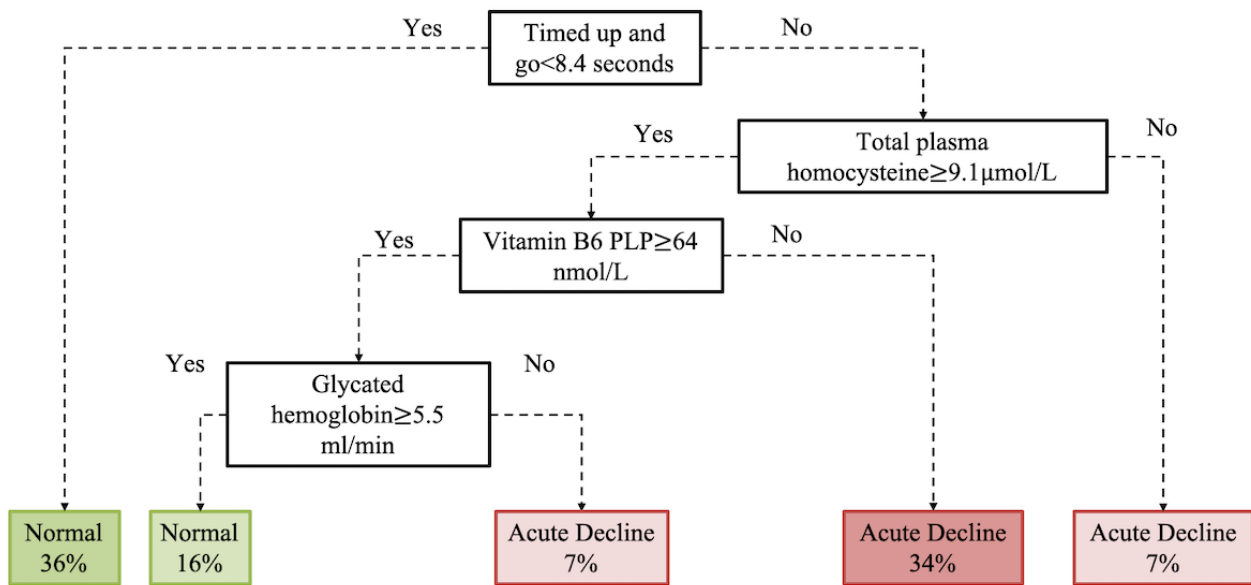 Yes
Timed up and
go<8.4 seconds
No
Yes
Total plasma
homocysteine≥9.1μmol/L
No
Yes
Vitamin B6 PLP≥64
nmol/L
No
Yes
Glycated
hemoglobin≥5.5
ml/min
No
Normal
36%
Normal
16%
Acute Decline
7%
Acute Decline
34%
Acute Decline
7%